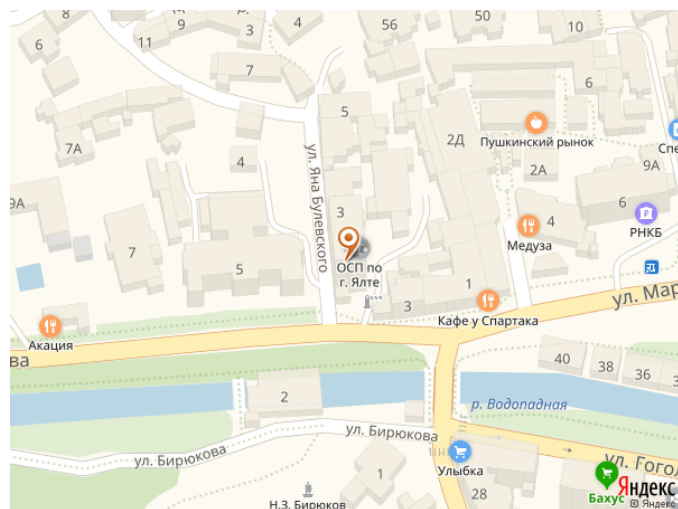 4
56
50
9
3
10
6
11
7
6
5
2Д
Пушкинский рынок
Спе
7А
4
2А
9А
ул. Яна Булевского
9А
3
6
РНКБ
4
Медуза
7
5
ОСП по
г. Ялте
1
3
Кафе у Спартака
ул. Мар
Акация
ва
40
38
36
2
р. Водопадная
ул. Бирюкова
ул. Бирюкова
Улыбка
ул. Гогол
1
28
Н.З. Бирюков
Бахус
Яндекс
© Яндекс